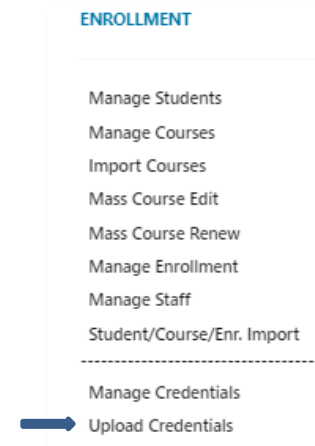 ENROLLMENT
Manage Students
Manage Courses
Import Courses
Mass Course Edit
Mass Course Renew
Manage Enrollment
Manage Staff
Student/Course/Enr. Import
-----------------------------------
Manage Credentials
Upload Credentials